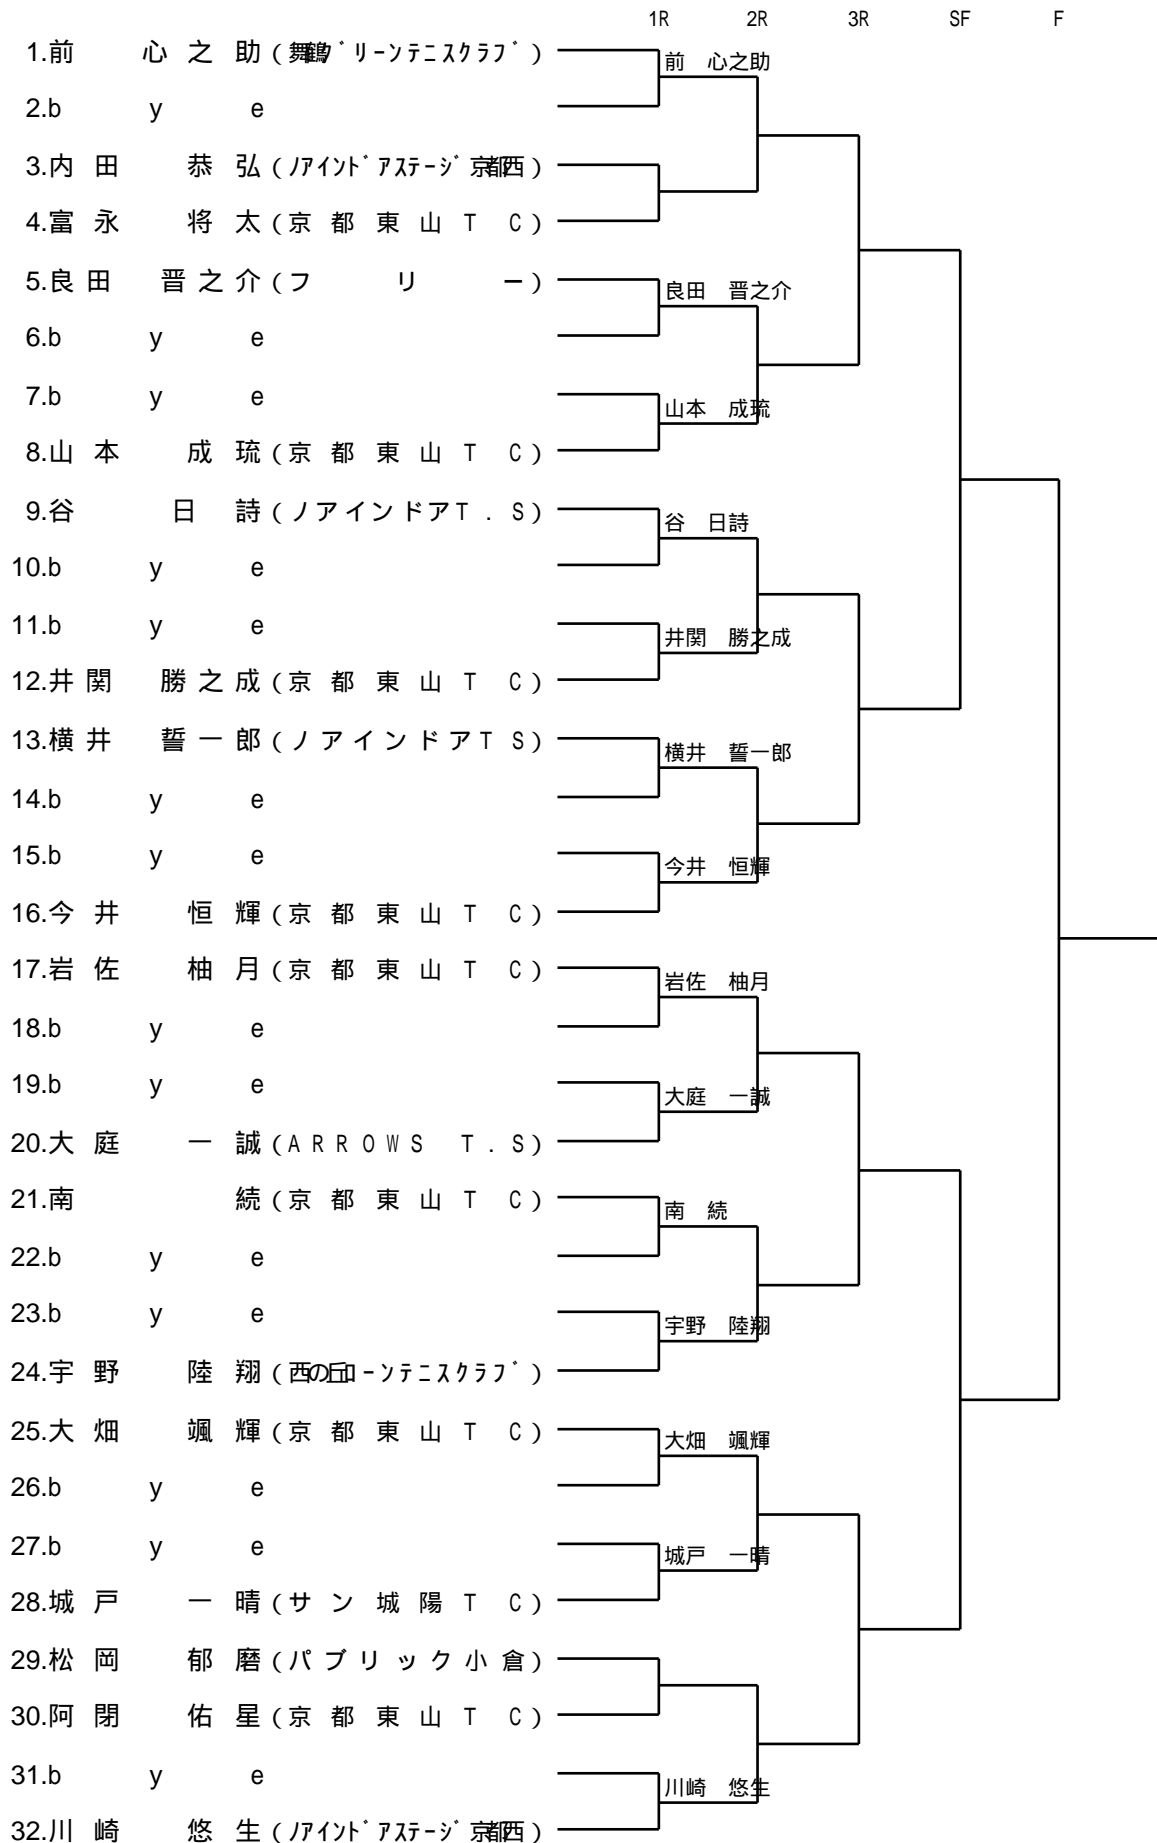 1R 2R 3R SF F
1.前 心之助(舞鶴グリーンテニスクラブ)
前 心之助
2.bye
3.内田 恭弘(ノアインドアステージ京都西)
4.富永 将太(京都東山TC)
5.良田 晋之介(フリー)
良田 晋之介
6.bye
7.bye
山本 成琉
8.山本 成琉(京都東山TC)
9.谷 日詩(ノアインドアT.S)
谷 日詩
10.bye
11.bye
井関 勝之成
12.井関 勝之成(京都東山TC)
13.横井 誓一郎(ノアインドアTS)
横井 誓一郎
14.bye
15.bye
今井 恒輝
16.今井 恒輝(京都東山TC)
17.岩佐 柚月(京都東山TC)
岩佐 柚月
18.bye
19.bye
大庭 一誠
20.大庭 一誠(ARROWS T.S)
21.南 続(京都東山TC)
南 続
22.bye
23.bye
宇野 陸翔
24.宇野 陸翔(西の丘ローンテニスクラブ)
25.大畑 颯輝(京都東山TC)
大畑 颯輝
26.bye
27.bye
城戸 一晴
28.城戸 一晴(サン城陽TC)
29.松岡 郁磨(パブリック小倉)
30.阿閉 佑星(京都東山TC)
31.bye
川崎 悠生
32.川崎 悠生(ノアインドアステージ京都西)